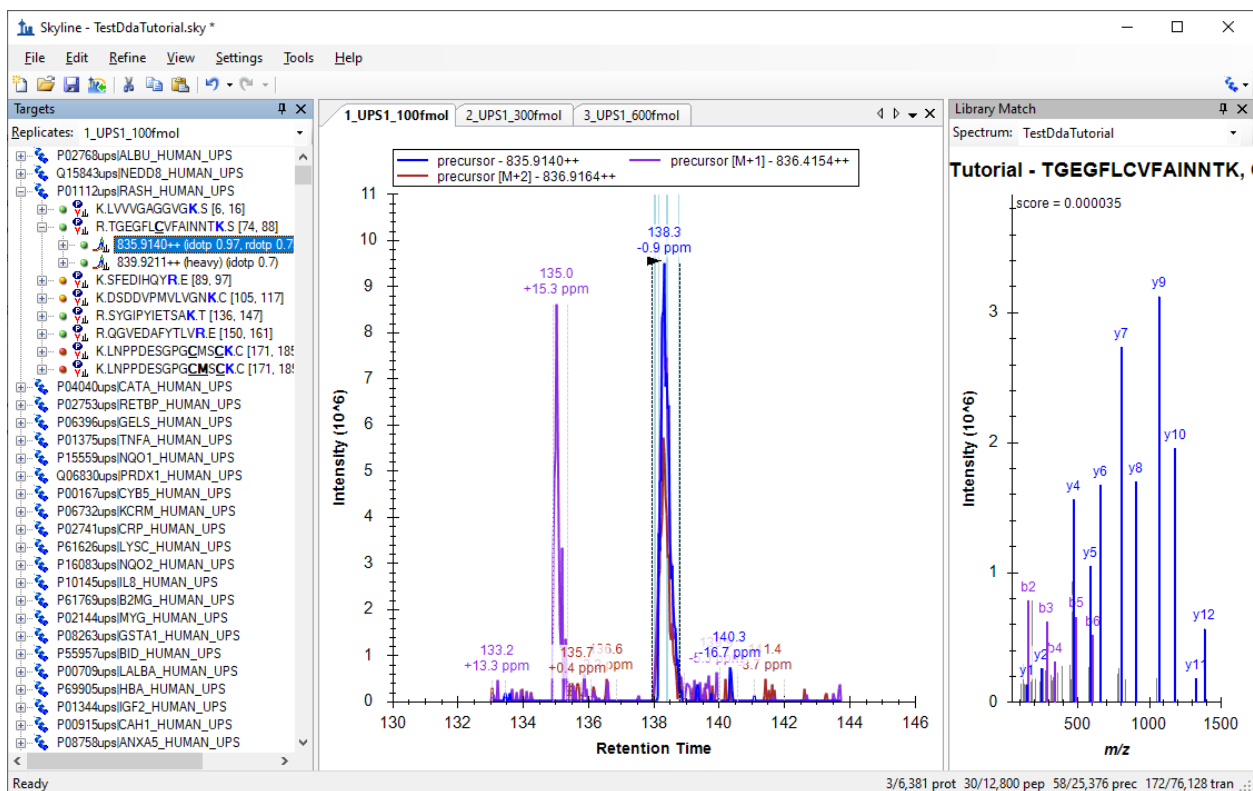 Skyline - TestDdaTutorial.sky *
File Edit Refine View Settings Tools Help
Targets
Replicates: 1_UPS1_100fmol
P02768ups|ALBU_HUMAN_UPS
Q15843ups|NEDD8_HUMAN_UPS
P01112ups|RASH_HUMAN_UPS
K.LVVVGAGGVGK.S [6, 16]
R.TGEGFLCVFAINNTK.S [74, 88]
835.9140++ (idotp 0.97, rdotp 0.7
839.9211++ (heavy) (idotp 0.7)
K.SFEDIHQYR.E [89, 97]
K.DSDDVPMVLVGNK.C [105, 117]
R.SYGIPYIETSAK.T [136, 147]
R.QGVEDAFYTLVR.E [150, 161]
K.LNPPDESGPGCMSCK.C [171, 185
K.LNPPDESGPGCMSCK.C [171, 185
P04040ups|CATA_HUMAN_UPS
P02753ups|RETBP_HUMAN_UPS
P06396ups|GELS_HUMAN_UPS
P01375ups|TNFA_HUMAN_UPS
P15559ups|NQO1_HUMAN_UPS
Q06830ups|PRDX1_HUMAN_UPS
P00167ups|CYB5_HUMAN_UPS
P06732ups|KCRM_HUMAN_UPS
P02741ups|CRP_HUMAN_UPS
P61626ups|LYSC_HUMAN_UPS
P16083ups|NQO2_HUMAN_UPS
P10145ups|IL8_HUMAN_UPS
P61769ups|B2MG_HUMAN_UPS
P02144ups|MYG_HUMAN_UPS
P08263ups|GSTA1_HUMAN_UPS
P55957ups|BID_HUMAN_UPS
P00709ups|LALBA_HUMAN_UPS
P69905ups|HBA_HUMAN_UPS
P01344ups|IGF2_HUMAN_UPS
P00915ups|CAH1_HUMAN_UPS
P08758ups|ANXA5_HUMAN_UPS
1_UPS1_100fmol 2_UPS1_300fmol 3_UPS1_600fmol
precursor - 835.9140++ precursor [M+1] - 836.4154++
precursor [M+2] - 836.9164++
11
10
9
8
7
6
5
4
3
2
1
0
Intensity (10^6)
138.3
-0.9 ppm
135.0
+15.3 ppm
133.2
+13.3 ppm
135.7
+0.4 ppm
140.3
-16.7 ppm
130 132 134 136 138 140 142 144 146
Retention Time
Library Match
Spectrum: TestDdaTutorial
Tutorial - TGEGFLCVFAINNTK,
score = 0.000035
3
2
1
0
Intensity (10^6)
y9
y7
y10
y6
y8
y4
y5
b2
b3
b5
b6
y12
b4
y2
y1
y11
500 1000 1500
m/z
Ready
3/6,381 prot 30/12,800 pep 58/25,376 prec 172/76,128 tran